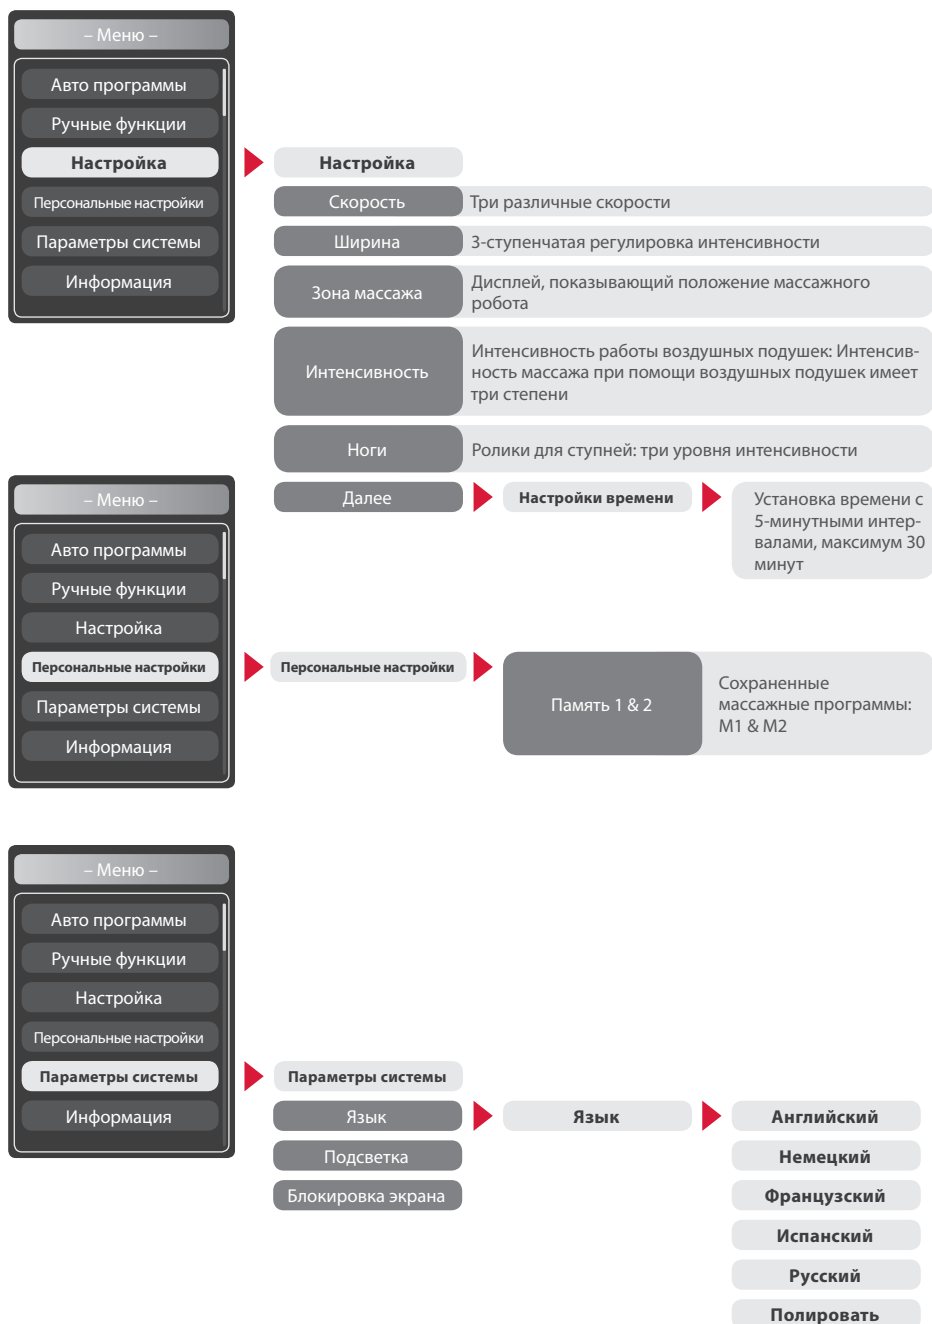 – Меню –
Авто программы
Ручные функции
Настройка
Персональные настройки
Параметры системы
Информация
Настройка
Скорость
Три различные скорости
Ширина
3-ступенчатая регулировка интенсивности
Зона массажа
Дисплей, показывающий положение массажного
робота
Интенсивность
Интенсивность работы воздушных подушек: Интенсив-
ность массажа при помощи воздушных подушек имеет
три степени
Ноги
Ролики для ступней: три уровня интенсивности
Далее
Настройки времени
Установка времени с
5-минутными интер-
валами, максимум 30
минут
– Меню –
Авто программы
Ручные функции
Настройка
Персональные настройки
Параметры системы
Информация
Персональные настройки
Память 1 & 2
Сохраненные
массажные программы:
М1 & М2
– Меню –
Авто программы
Ручные функции
Настройка
Персональные настройки
Параметры системы
Информация
Параметры системы
Язык
Подсветка
Блокировка экрана
Язык
Английский
Немецкий
Французский
Испанский
Русский
Полировать